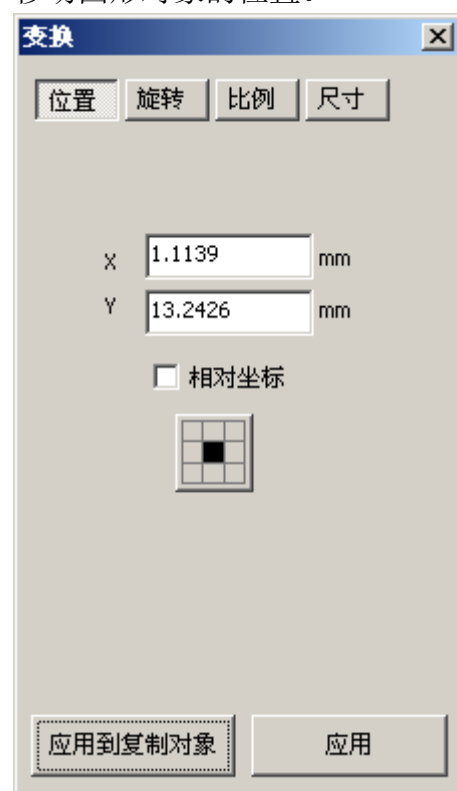 变换
位置 旋转 比例 尺寸
X 1.1139 mm
Y 13.2426 mm
相对坐标
应用到复制对象 应用